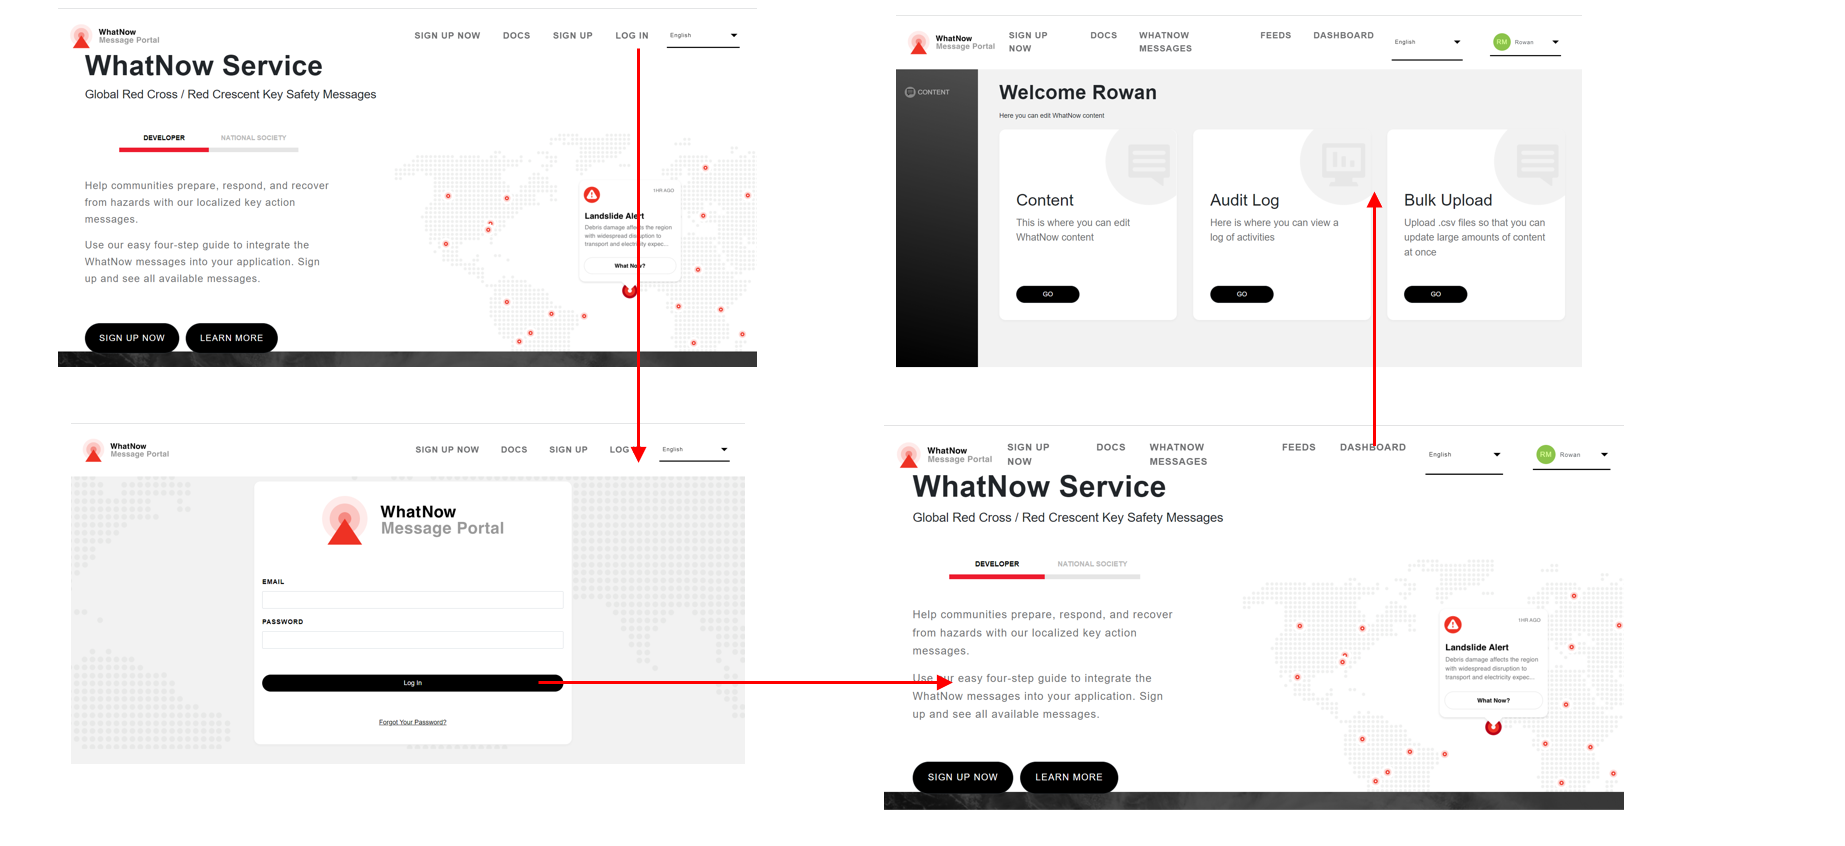 WhatNow
Message Portal
SIGN UP NOW
DOCS
SIGN UP
LOG IN
English
WhatNow Service
Global Red Cross / Red Crescent Key Safety Messages
DEVELOPER
NATIONAL SOCIETY
Help communities prepare, respond, and recover
from hazards with our localized key action
messages.
Use our easy four-step guide to integrate the
WhatNow messages into your application. Sign
up and see all available messages.
SIGN UP NOW
LEARN MORE
1HR AGO
Landslide Alert
Debris damage affects the region
with widespread disruption to
transport and electricity expec...
What Now?
WhatNow
Message Portal
SIGN UP
NOW
DOCS
WHATNOW
MESSAGES
FEEDS
DASHBOARD
English
RM
Rowan
CONTENT
Welcome Rowan
Here you can edit WhatNow content
Content
This is where you can edit
WhatNow content
GO
Audit Log
Here is where you can view a
log of activities
GO
Bulk Upload
Upload .csv files so that you can
update large amounts of content
at once
GO
WhatNow
Message Portal
SIGN UP NOW
DOCS
SIGN UP
LOG
English
WhatNow
Message Portal
EMAIL
PASSWORD
Log In
Forgot Your Password?
WhatNow
Message Portal
SIGN UP
NOW
DOCS
WHATNOW
MESSAGES
FEEDS
DASHBOARD
English
RM
Rowan
WhatNow Service
Global Red Cross / Red Crescent Key Safety Messages
DEVELOPER
NATIONAL SOCIETY
Help communities prepare, respond, and recover
from hazards with our localized key action
messages.
Use our easy four-step guide to integrate the
WhatNow messages into your application. Sign
up and see all available messages.
SIGN UP NOW
LEARN MORE
1HR AGO
Landslide Alert
Debris damage affects the region
with widespread disruption to
transport and electricity expec...
What Now?